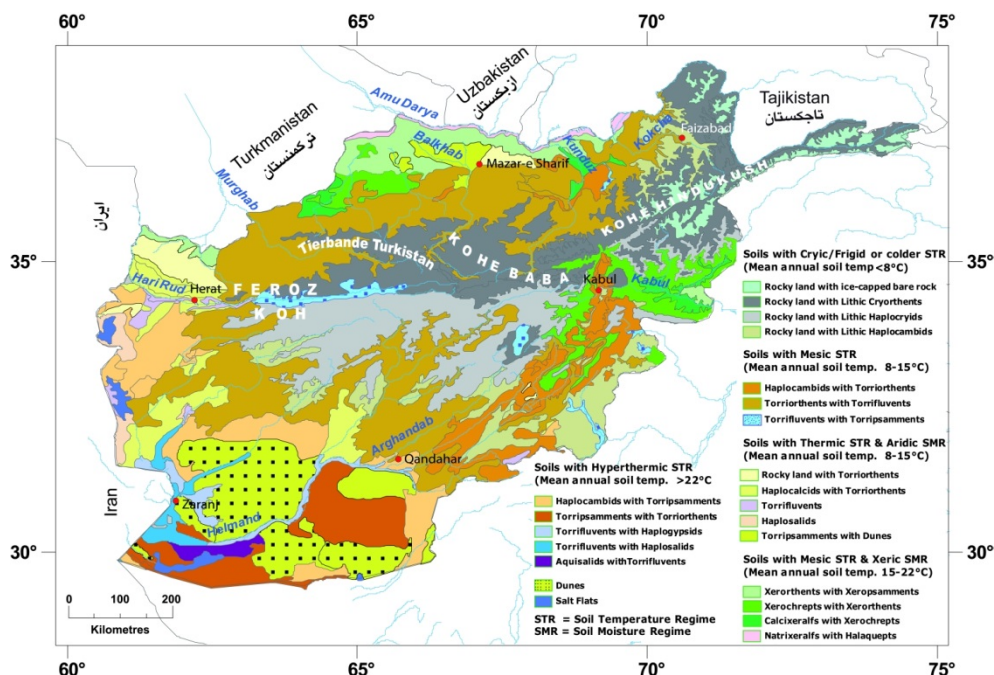 60°
65°
70°
75°
Uzbakistan
ازبکستان
Amu Darya
Tajikistan
تاجکستان
Turkmanistan
ترکمنستان
Kokcha
Faizabad
Balkhab
Kunduz
Mazar-e Sharif
Murghab
KOHE HINDUKUSH
ایران
Tierbande Turkistan
KOHE BABA
35°
35°
Hari Rud
Herat
FEROZ
KOH
Kabul
Kabul
Arghandab
Qandahar
Iran
Zaranj
Helmand
30°
30°
Soils with Cryic/Frigid or colder STR
(Mean annual soil temp<8°C)
Rocky land with ice-capped bare rock
Rocky land with Lithic Cryorthents
Rocky land with Lithic Haplocryids
Rocky land with Lithic Haplocambids
Soils with Mesic STR
(Mean annual soil temp. 8-15°C)
Haplocambids with Torriorthents
Torriorthents with Torrifluvents
Torrifluvents with Torripsamments
Soils with Thermic STR & Aridic SMR
(Mean annual soil temp. 8-15°C)
Rocky land with Torriorthents
Haplocalcids with Torriorthents
Torrifluvents
Haplosalids
Torripsamments with Dunes
Soils with Mesic STR & Xeric SMR
(Mean annual soil temp. 15-22°C)
Xerorthents with Xeropsamments
Xerochrepts with Xerorthents
Calcixeralfs with Xerochrepts
Natrixeralfs with Halaquepts
Soils with Hyperthermic STR
(Mean annual soil temp. >22°C
Haplocambids with Torripsamments
Torripsamments with Torriorthents
Torrifluvents with Haplogypsids
Torrifluvents with Haplosalids
Aquisalids with Torrifluvents
Dunes
Salt Flats
STR = Soil Temperature Regime
SMR = Soil Moisture Regime
0 50 100 200
Kilometres
60°
65°
70°
75°